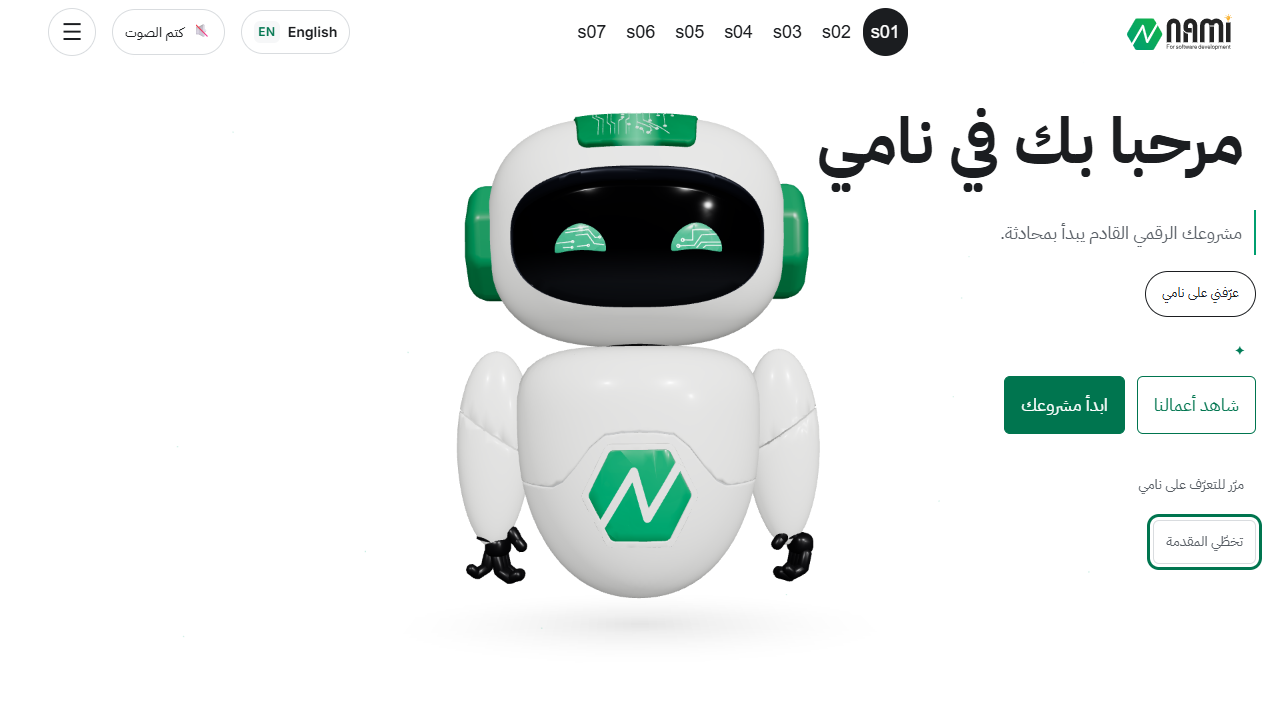 nami
For software development
s01
s02
s03
s04
s05
s06
s07
English EN
كتم الصوت
مرحبا بك في نامي
مشروعك الرقمي القادم يبدأ بمحادثة.
عرّفني على نامي
شاهد أعمالنا
ابدأ مشروعك
مرّر للتعرّف على نامي
تخطّي المقدمة